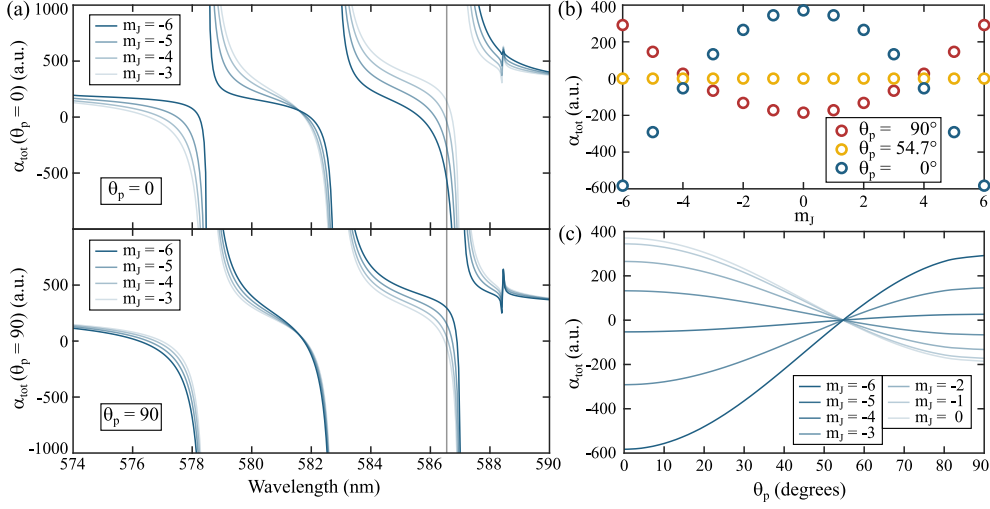 (a)
1000
500
0
-500
α_tot (θ_p = 0) (a.u.)
m_J = -6
m_J = -5
m_J = -4
m_J = -3
θ_p = 0
1000
500
0
-500
-1000
α_tot (θ_p = 90) (a.u.)
m_J = -6
m_J = -5
m_J = -4
m_J = -3
θ_p = 90
574 576 578 580 582 584 586 588 590
Wavelength (nm)
(b)
400
200
0
-200
-400
-600
α_tot (a.u.)
θ_p = 90°
θ_p = 54.7°
θ_p = 0°
-6 -4 -2 0 2 4 6
m_J
(c)
400
200
0
-200
-400
-600
α_tot (a.u.)
m_J = -6
m_J = -5
m_J = -4
m_J = -3
m_J = -2
m_J = -1
m_J = 0
0 10 20 30 40 50 60 70 80 90
θ_p (degrees)